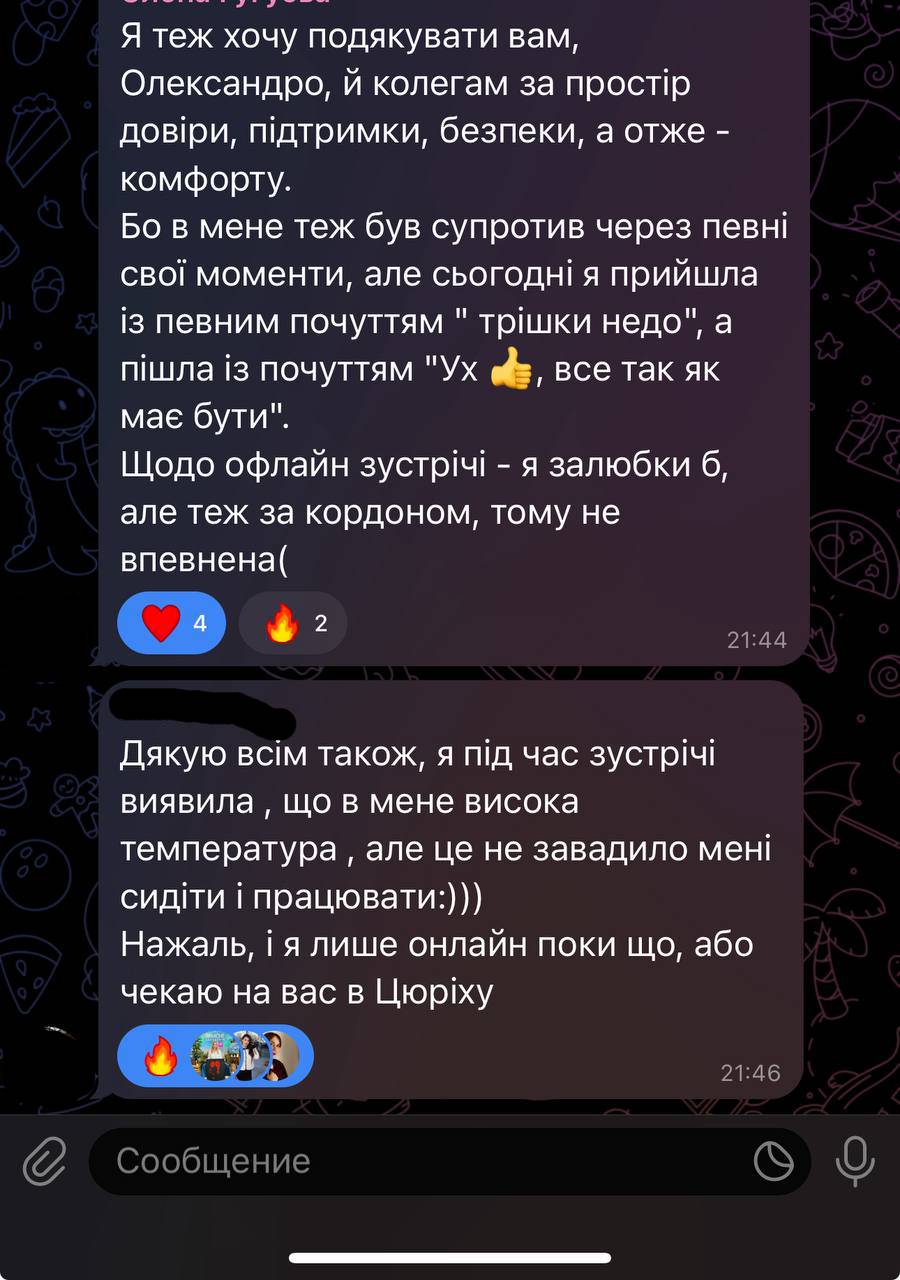 Я теж хочу подякувати вам,
Олександро, й колегам за простір
довіри, підтримки, безпеки, а отже -
комфорту.
Бо в мене теж був супротив через певні
свої моменти, але сьогодні я прийшла
із певним почуттям " трішки недо", а
пішла із почуттям "Ух 👍, все так як
має бути".
Щодо офлайн зустрічі - я залюбки б,
але теж за кордоном, тому не
впевнена(
❤️ 4 🔥 2
21:44
Дякую всім також, я під час зустрічі
виявила , що в мене висока
температура , але це не завадило мені
сидіти і працювати:)))
Нажаль, і я лише онлайн поки що, або
чекаю на вас в Цюріху
🔥
21:46
Сообщение